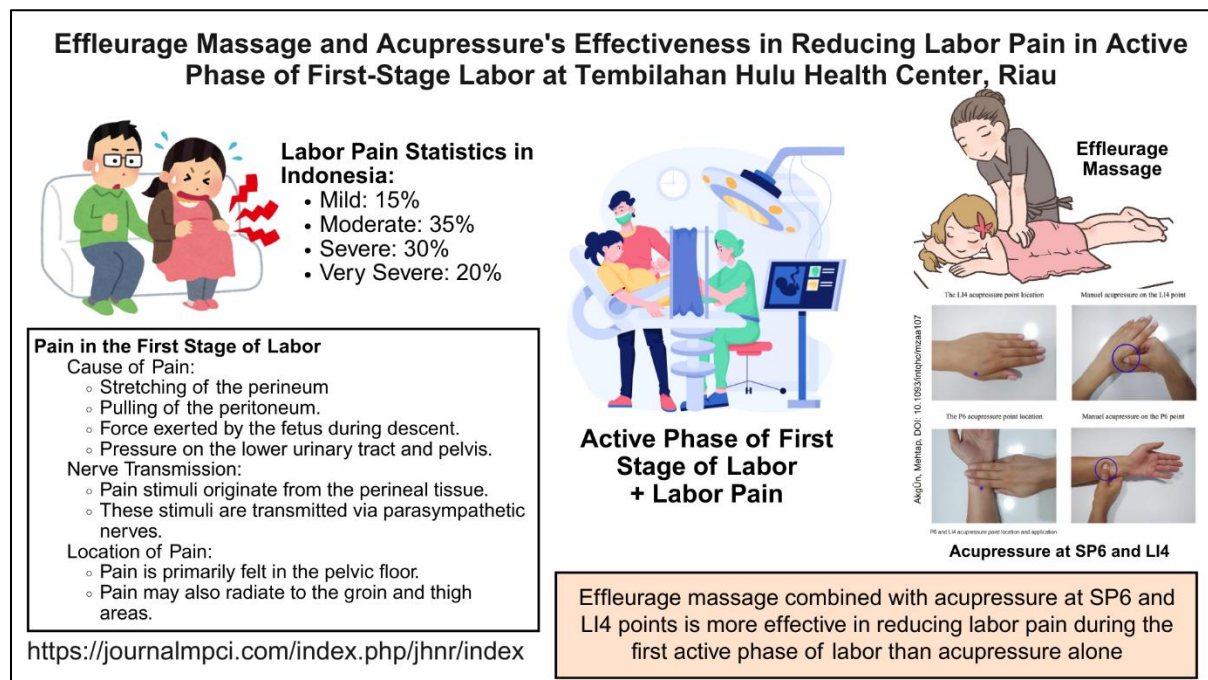 Effleurage Massage and Acupressure's Effectiveness in Reducing Labor Pain in Active
Phase of First-Stage Labor at Tembilahan Hulu Health Center, Riau
Labor Pain Statistics in
Indonesia:
• Mild: 15%
• Moderate: 35%
• Severe: 30%
• Very Severe: 20%
Pain in the First Stage of Labor
Cause of Pain:
◦ Stretching of the perineum
◦ Pulling of the peritoneum.
◦ Force exerted by the fetus during descent.
◦ Pressure on the lower urinary tract and pelvis.
Nerve Transmission:
◦ Pain stimuli originate from the perineal tissue.
◦ These stimuli are transmitted via parasympathetic
nerves.
Location of Pain:
◦ Pain is primarily felt in the pelvic floor.
◦ Pain may also radiate to the groin and thigh
areas.
https://journalmpci.com/index.php/jhnr/index
Active Phase of First
Stage of Labor
+ Labor Pain
Effleurage
Massage
The LI4 acupressure point location
Manuel acupressure on the LI4 point
The P6 acupressure point location
Manuel acupressure on the P6 point
P6 and LI4 acupressure point location and application
AkgÜn, Mehtap, DOI: 10.1093/intqhc/mzaa107
Acupressure at SP6 and LI4
Effleurage massage combined with acupressure at SP6 and
LI4 points is more effective in reducing labor pain during the
first active phase of labor than acupressure alone